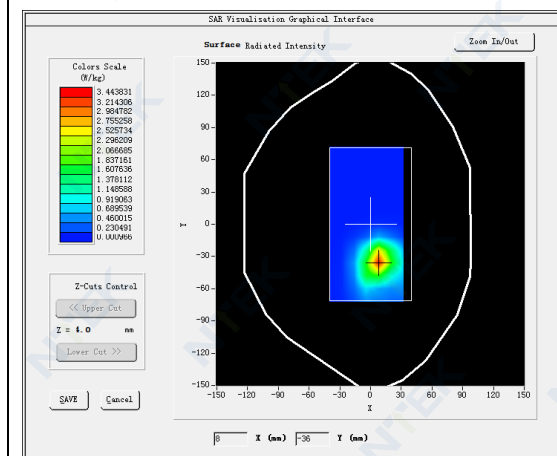 SAR Visualisation Graphical Interface
Surface Radiated Intensity
Zoom In/Out
Colors Scale
(W/kg)
3.443831
3.214306
2.984782
2.755258
2.525734
2.296209
2.066685
1.837161
1.607636
1.378112
1.148588
0.919063
0.689539
0.460015
0.230491
0.000966
Z-Cuts Control
<< Upper Cut
Z = 4.0 mm
Lower Cut >>
SAVE Cancel
150
120
90
60
30
0
-30
-60
-90
-120
-150
Y
-150 -120 -90 -60 -30 0 30 60 90 120 150
X
8 X (mm) -36 Y (mm)
NTEK